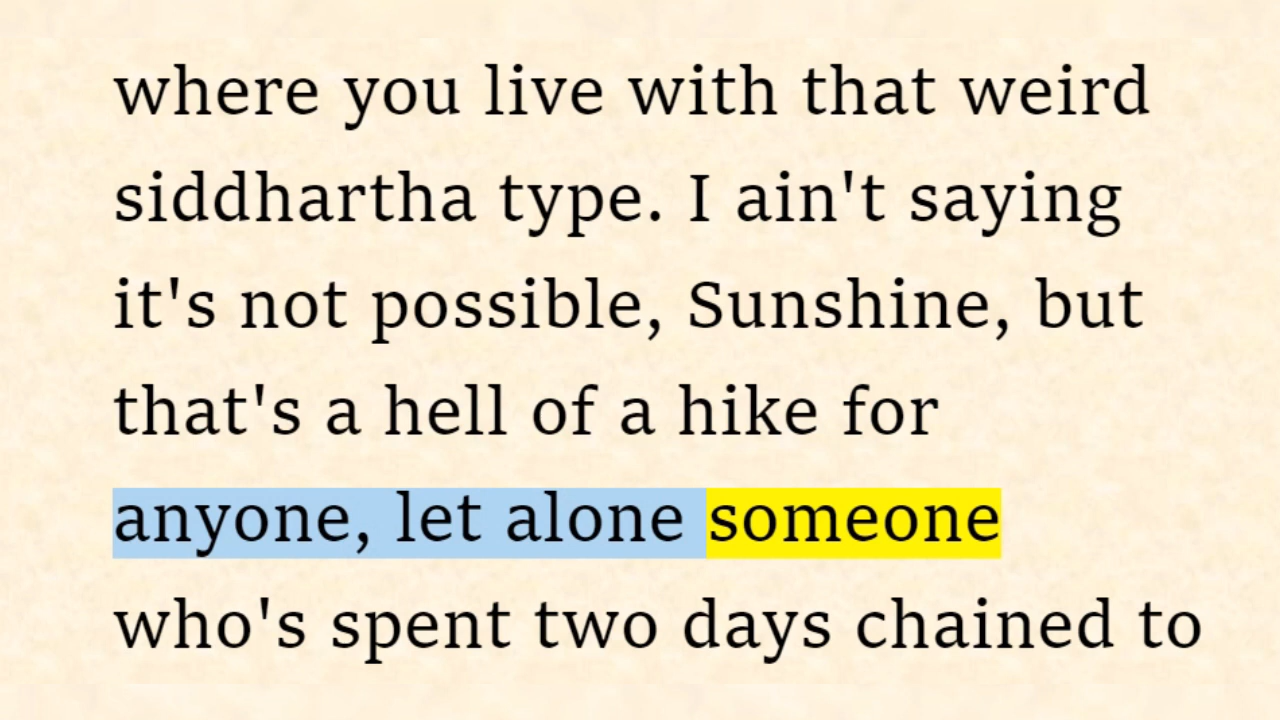 where you live with that weird
siddhartha type. I ain't saying
it's not possible, Sunshine, but
that's a hell of a hike for
anyone, let alone someone
who's spent two days chained to